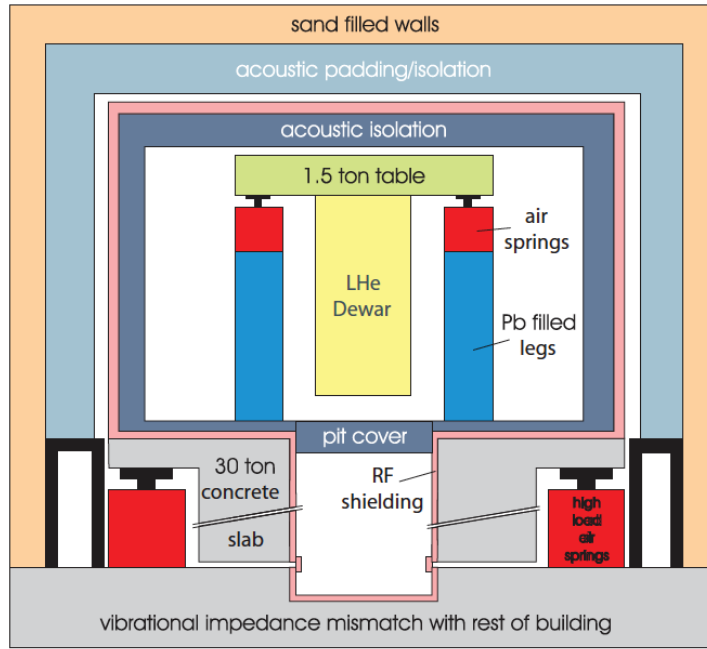 sand filled walls
acoustic padding/isolation
acoustic isolation
1.5 ton table
air
springs
LHe
Dewar
Pb filled
legs
pit cover
30 ton
concrete
slab
RF
shielding
high
load!
air
springs
vibrational impedance mismatch with rest of building